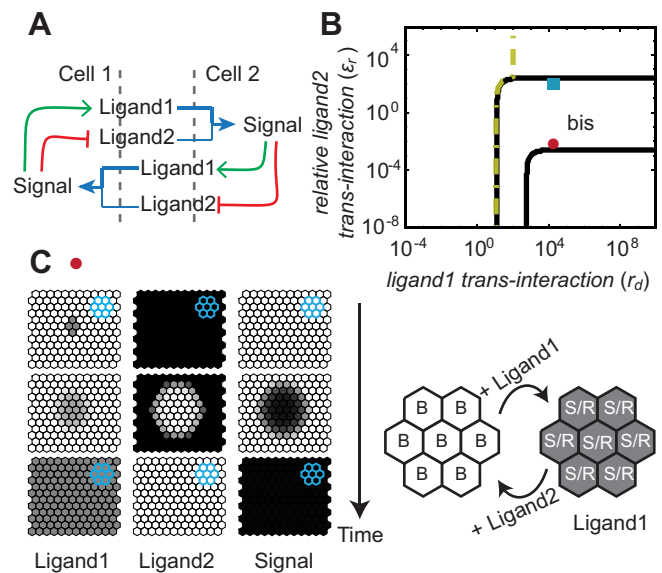 A
Cell 1
Cell 2
Ligand1
Ligand2
Signal
Ligand1
Ligand2
Signal
B
relative ligand2
trans-interaction (εr)
10^4
10^0
10^-4
10^-8
bis
10^-4
10^0
10^4
10^8
ligand1 trans-interaction (rd)
C
Time
Ligand1
Ligand2
Signal
+ Ligand1
B
B
B
B
B
B
B
S/R
S/R
S/R
S/R
S/R
S/R
S/R
+ Ligand2
Ligand1